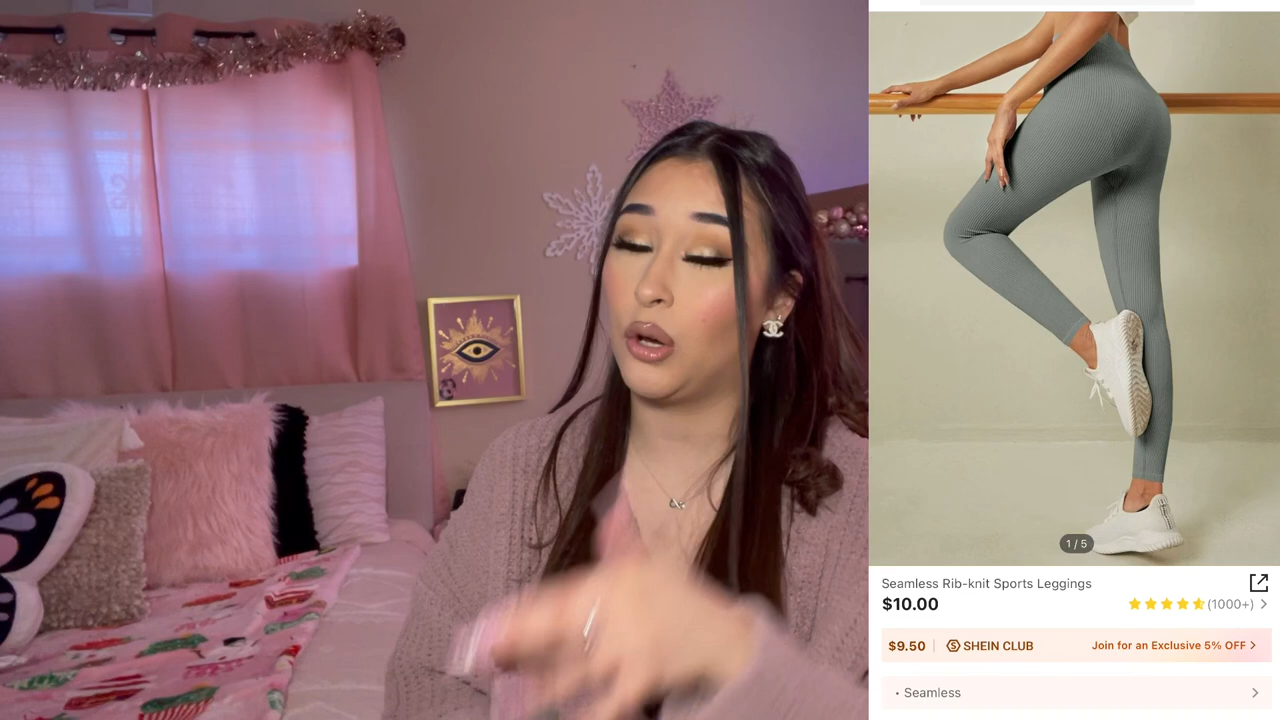 1 / 5
Seamless Rib-knit Sports Leggings
$10.00
(1000+)
$9.50 | SHEIN CLUB
Join for an Exclusive 5% OFF >
• Seamless